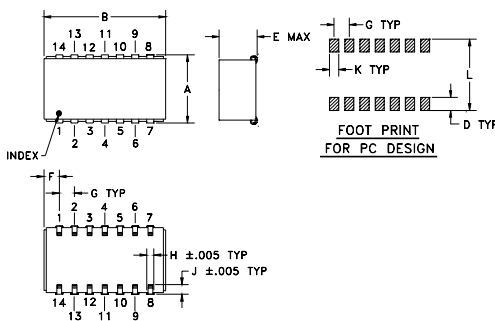 B
13 11 9
14 12 10 8
A
1 3 5 7
2 4 6
INDEX
E MAX
G TYP
K TYP
L
D TYP
FOOT PRINT
FOR PC DESIGN
F
G TYP
2 4 6
1 3 5 7
H ±.005 TYP
J ±.005 TYP
14 12 10 8
13 11 9